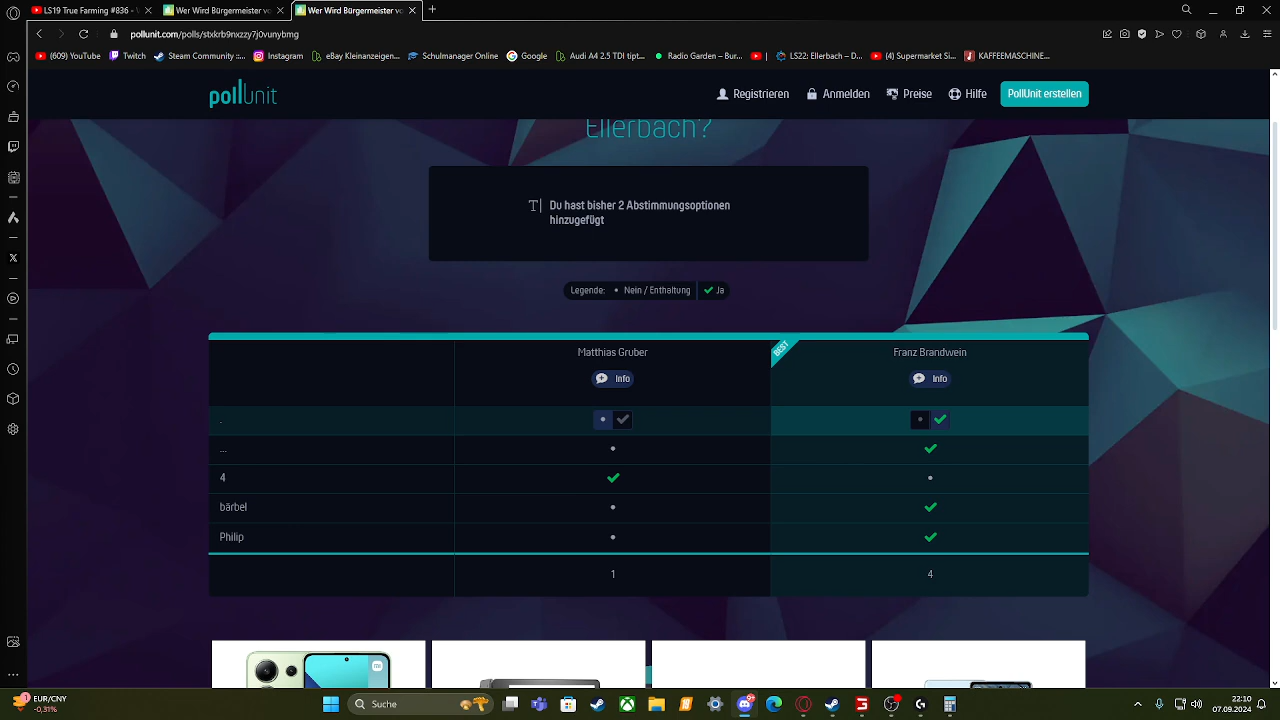 LS19 True Farming #836 -
Wer Wird Bürgermeister vo
Wer Wird Bürgermeister vo
pollunit.com/polls/stxkrb9nxzzy7j0vunybmg
(609) YouTube
Twitch
Steam Community :...
Instagram
eBay Kleinanzeigen...
Schulmanager Online
Google
Audi A4 2.5 TDI tipt...
Radio Garden – Bur...
LS22: Ellerbach – D...
(4) Supermarket Si...
KAFFEEMASCHINE...
pollUnit
Registrieren
Anmelden
Preise
Hilfe
PollUnit erstellen
Ellerbach?
Du hast bisher 2 Abstimmungsoptionen
hinzugefügt
Legende: • Nein / Enthaltung ✔ Ja
Matthias Gruber
BEST
Franz Brandwein
Info
Info
.
...
4
bärbel
Philip
1
4
EUR/CNY
-0,31%
Suche
22:10
07.09.2024